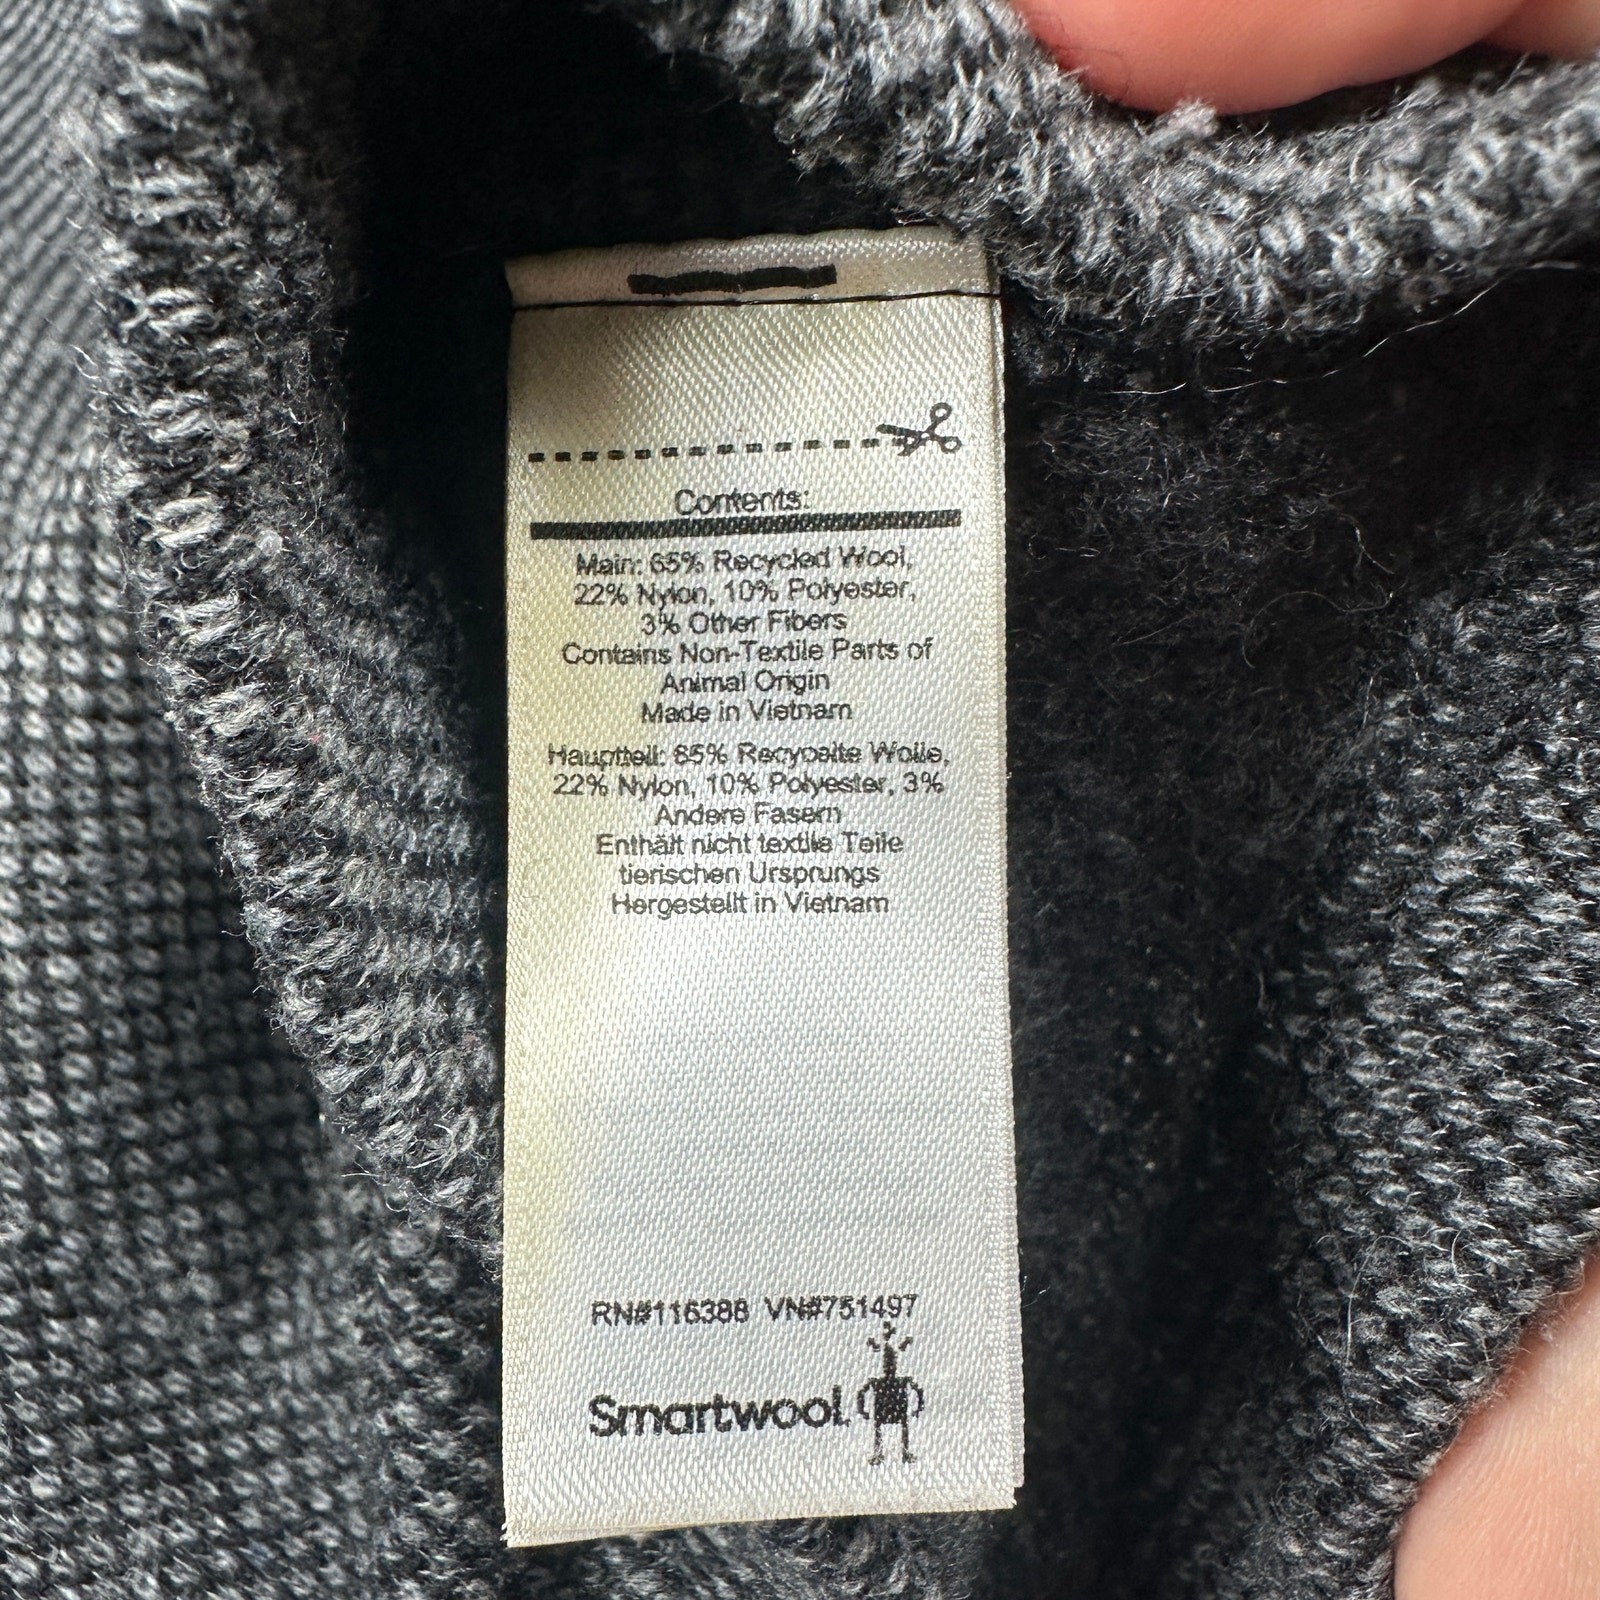 Contents:
Main: 65% Recycled Wool,
22% Nylon, 10% Polyester,
3% Other Fibers
Contains Non-Textile Parts of
Animal Origin
Made in Vietnam
Hauptteil: 65% Recycelte Wolle,
22% Nylon, 10% Polyester, 3%
Andere Fasern
Enthält nicht textile Teile
tierischen Ursprungs
Hergestellt in Vietnam
RN#116388 VN#751497
Smartwool.